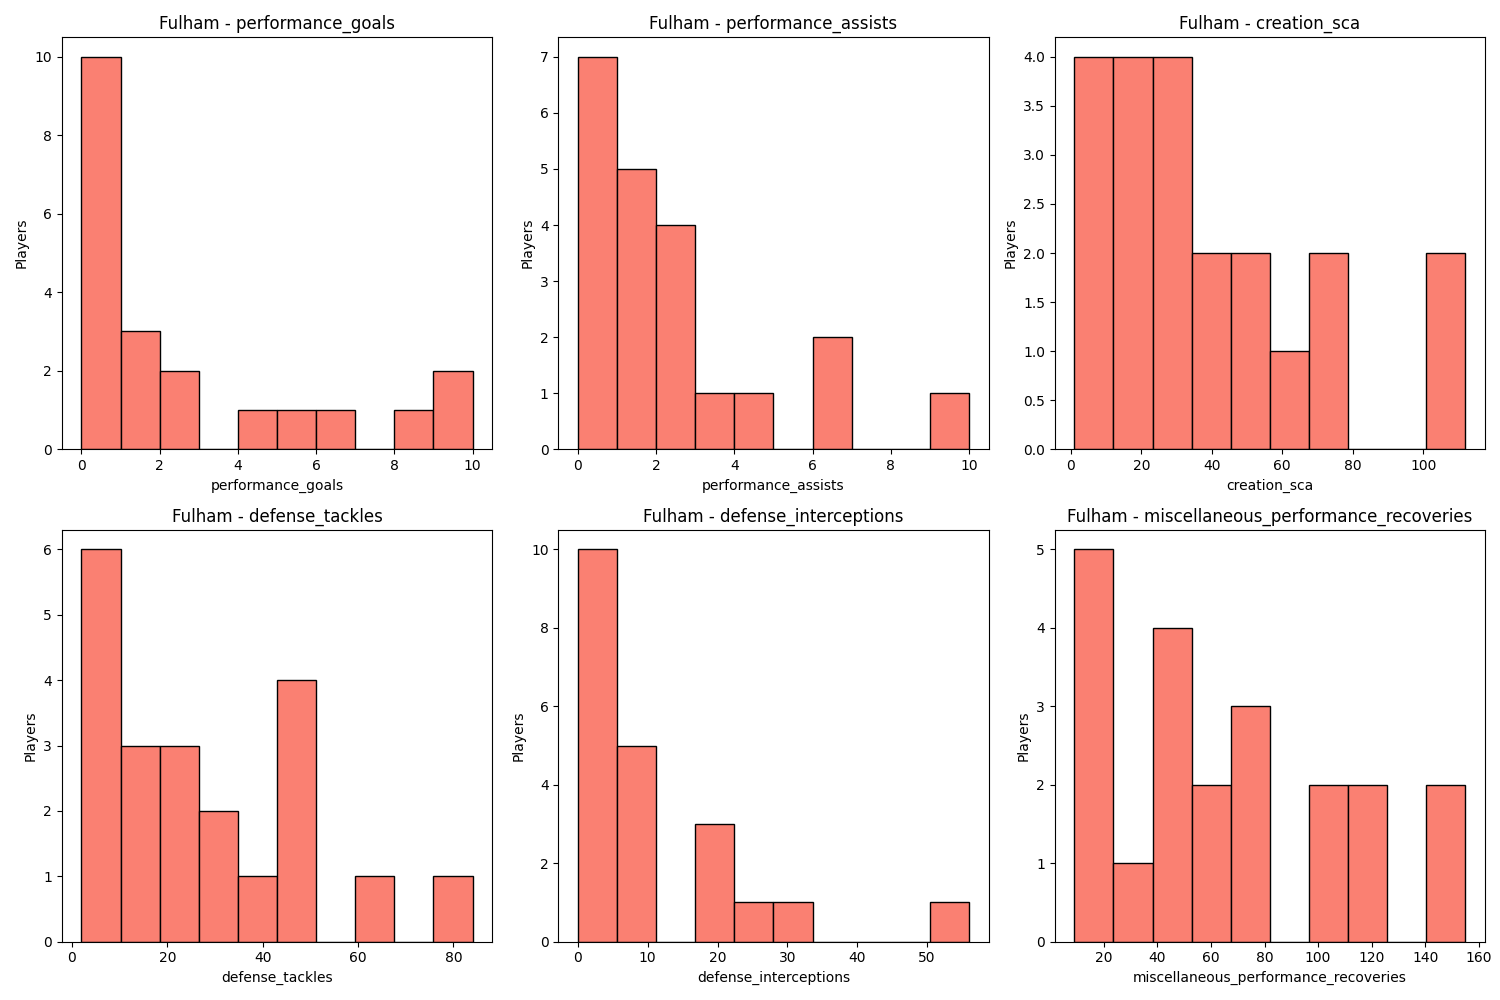 Fulham - performance_goals
10
8
6
4
2
0
Players
0 2 4 6 8 10
performance_goals
Fulham - performance_assists
7
6
5
4
3
2
1
0
Players
0 2 4 6 8 10
performance_assists
Fulham - creation_sca
4.0
3.5
3.0
2.5
2.0
1.5
1.0
0.5
0.0
Players
0 20 40 60 80 100
creation_sca
Fulham - defense_tackles
6
5
4
3
2
1
0
Players
0 20 40 60 80
defense_tackles
Fulham - defense_interceptions
10
8
6
4
2
0
Players
0 10 20 30 40 50
defense_interceptions
Fulham - miscellaneous_performance_recoveries
5
4
3
2
1
0
Players
20 40 60 80 100 120 140 160
miscellaneous_performance_recoveries